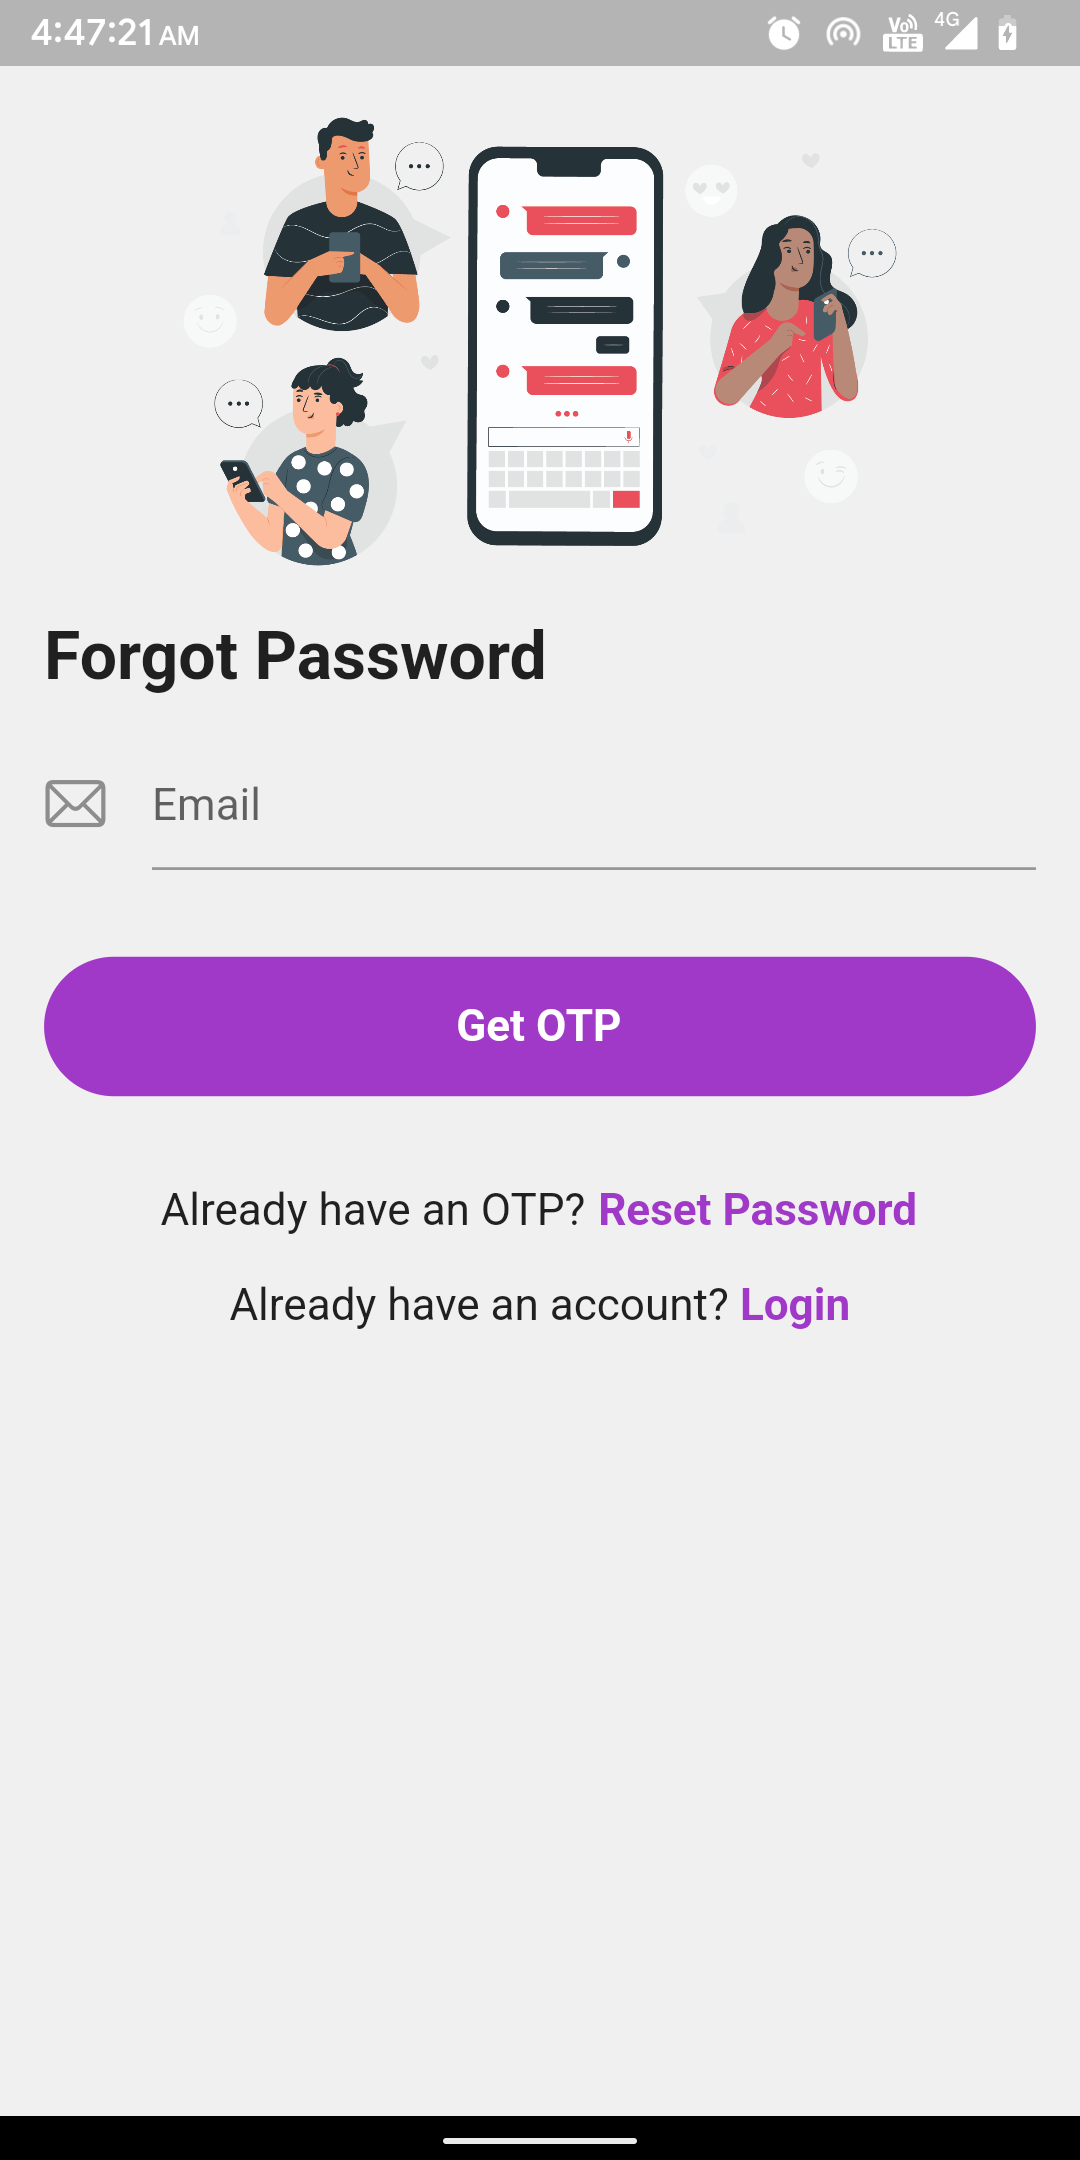 4:47:21 AM
Vo LTE 4G
Forgot Password
Email
Get OTP
Already have an OTP? Reset Password
Already have an account? Login